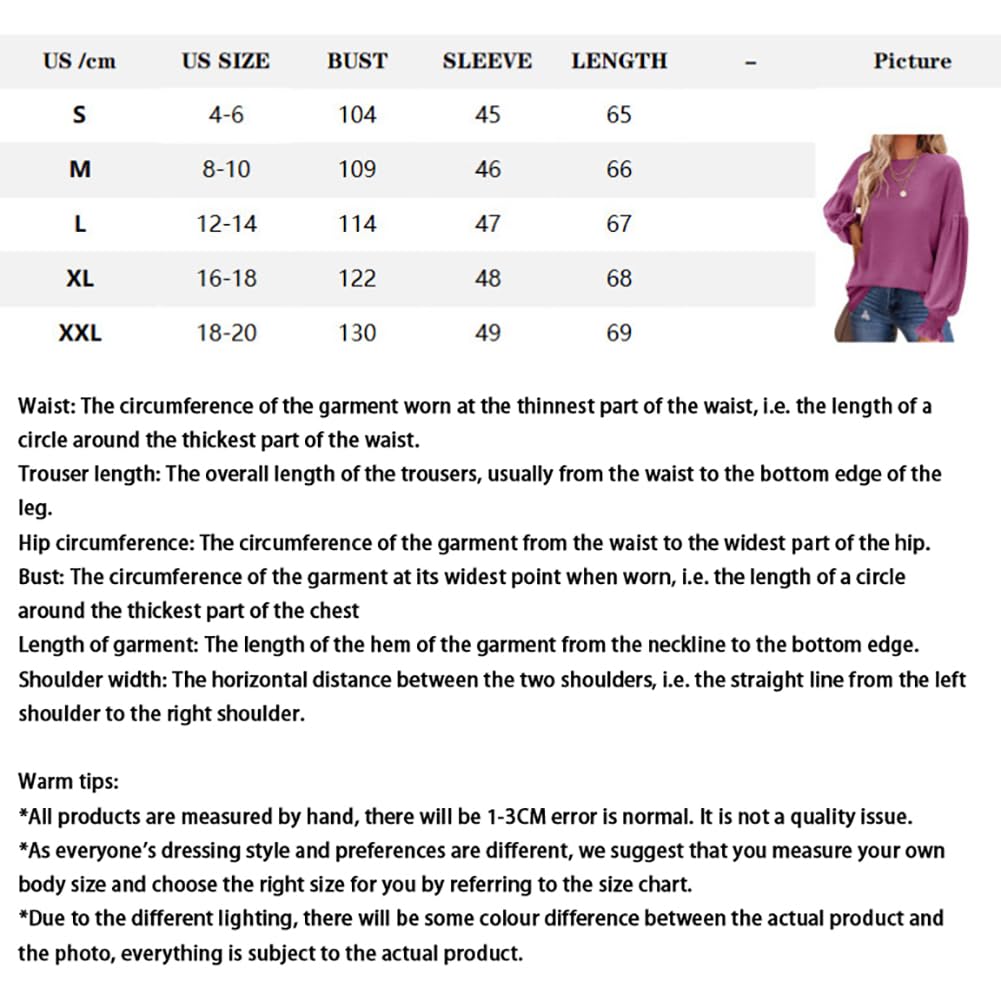 US /cm US SIZE BUST SLEEVE LENGTH – Picture
S 4-6 104 45 65
M 8-10 109 46 66
L 12-14 114 47 67
XL 16-18 122 48 68
XXL 18-20 130 49 69
Waist: The circumference of the garment worn at the thinnest part of the waist, i.e. the length of a
circle around the thickest part of the waist.
Trouser length: The overall length of the trousers, usually from the waist to the bottom edge of the
leg.
Hip circumference: The circumference of the garment from the waist to the widest part of the hip.
Bust: The circumference of the garment at its widest point when worn, i.e. the length of a circle
around the thickest part of the chest
Length of garment: The length of the hem of the garment from the neckline to the bottom edge.
Shoulder width: The horizontal distance between the two shoulders, i.e. the straight line from the left
shoulder to the right shoulder.
Warm tips:
*All products are measured by hand, there will be 1-3CM error is normal. It is not a quality issue.
*As everyone’s dressing style and preferences are different, we suggest that you measure your own
body size and choose the right size for you by referring to the size chart.
*Due to the different lighting, there will be some colour difference between the actual product and
the photo, everything is subject to the actual product.